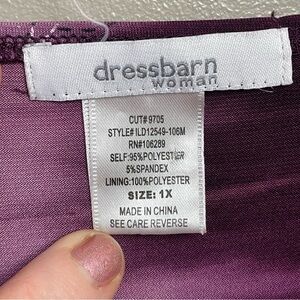 dressbarn
woman
CUT# 9705
STYLE# ILD12549-106M
RN#106289
SELF:95%POLYESTER
5%SPANDEX
LINING:100%POLYESTER
SIZE: 1X
MADE IN CHINA
SEE CARE REVERSE